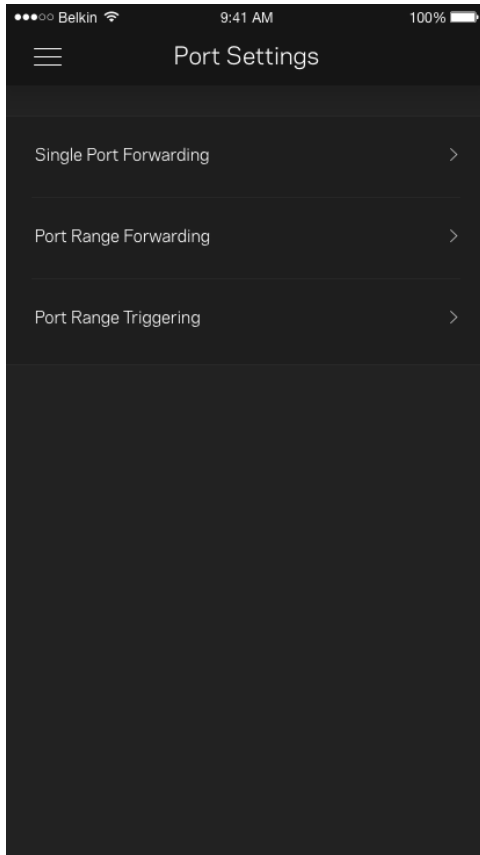 Belkin 9:41 AM 100%
Port Settings
Single Port Forwarding
Port Range Forwarding
Port Range Triggering